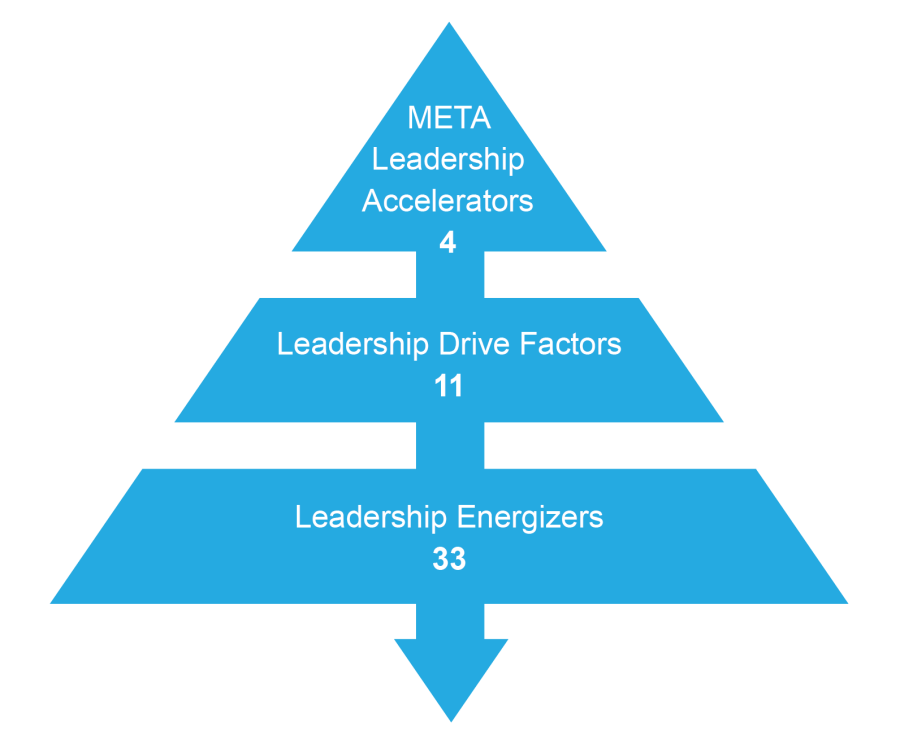 META
Leadership
Accelerators
4
Leadership Drive Factors
11
Leadership Energizers
33